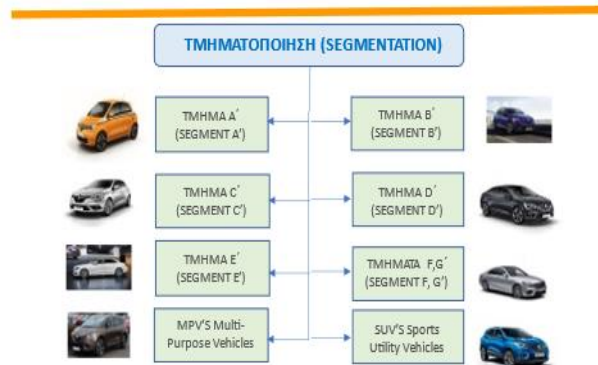 ΤΜΗΜΑΤΟΠΟΙΗΣΗ (SEGMENTATION)
ΤΜΗΜΑ Α΄
(SEGMENT A’)
ΤΜΗΜΑ Β΄
(SEGMENT B’)
ΤΜΗΜΑ C΄
(SEGMENT C’)
ΤΜΗΜΑ D΄
(SEGMENT D’)
ΤΜΗΜΑ Ε΄
(SEGMENT E’)
ΤΜΗΜΑΤΑ F,G΄
(SEGMENT F, G’)
MPV’S Multi-
Purpose Vehicles
SUV’S Sports
Utility Vehicles